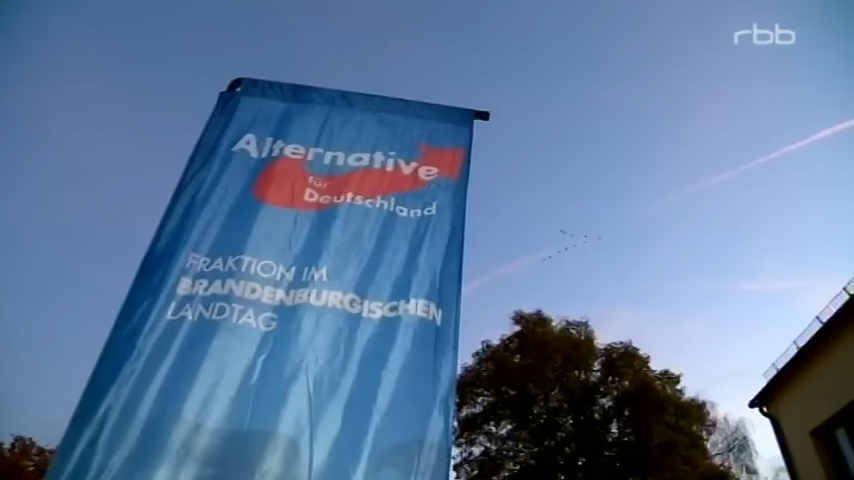 rbb
Alternative
für
Deutschland
FRAKTION IM
BRANDENBURGISCHEN
LANDTAG